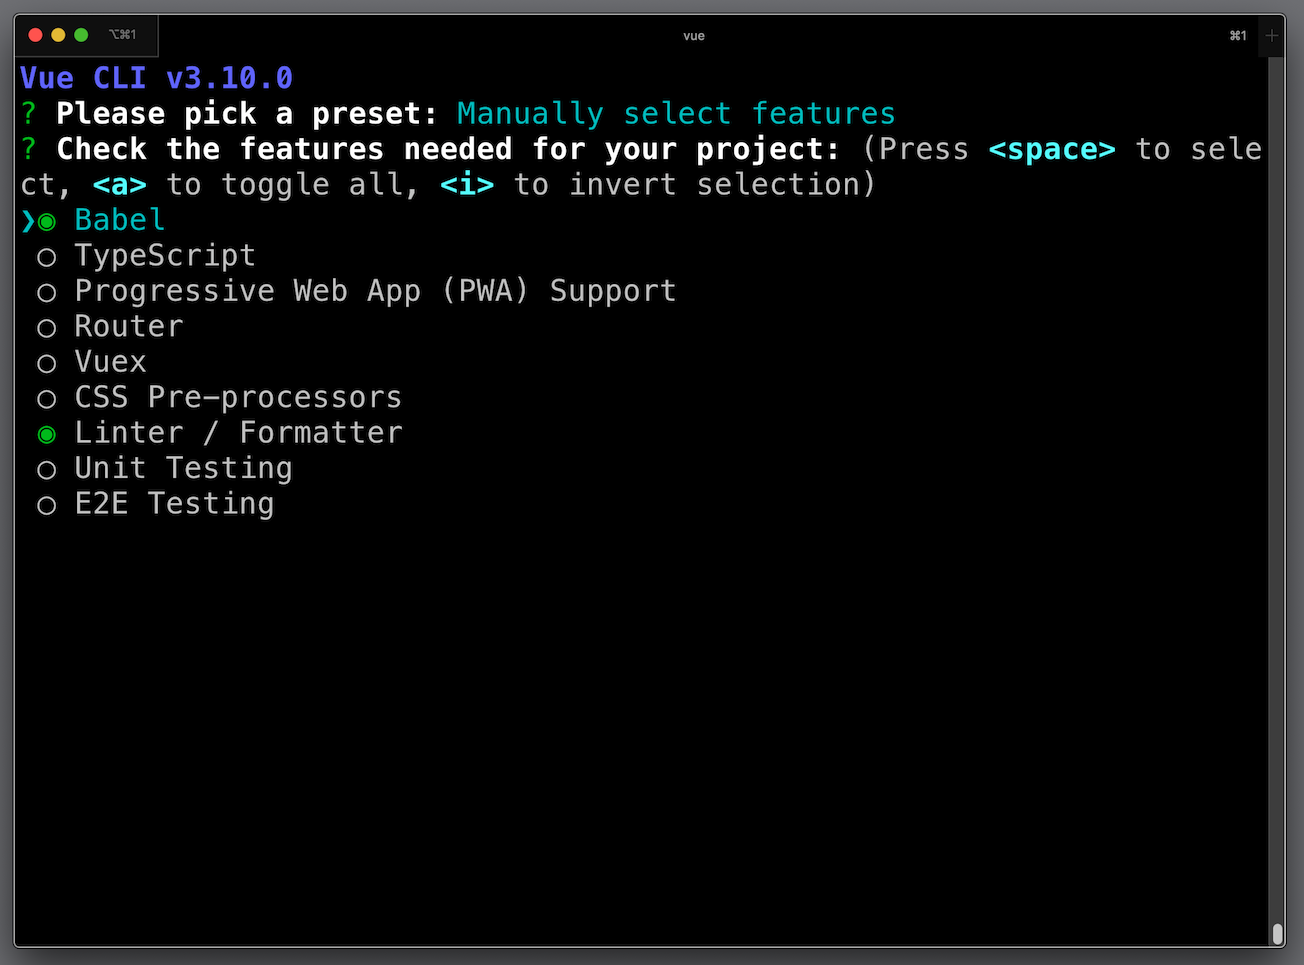 ⌥⌘1 vue ⌘1 +
Vue CLI v3.10.0
? Please pick a preset: Manually select features
? Check the features needed for your project: (Press <space> to sele
ct, <a> to toggle all, <i> to invert selection)
❯◉ Babel
◯ TypeScript
◯ Progressive Web App (PWA) Support
◯ Router
◯ Vuex
◯ CSS Pre-processors
◉ Linter / Formatter
◯ Unit Testing
◯ E2E Testing